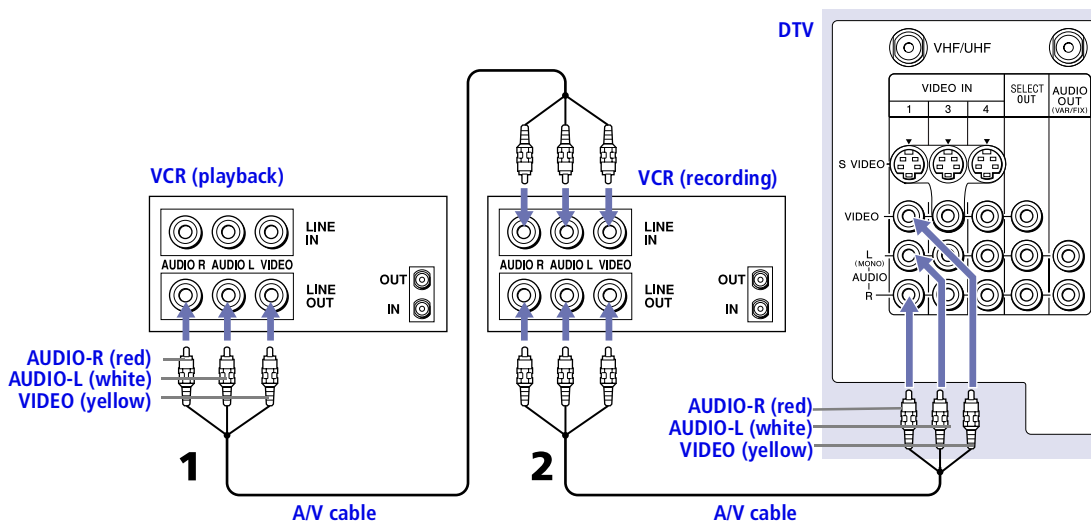 DTV
VHF/UHF
VIDEO IN
SELECT OUT
AUDIO OUT (VAR/FIX)
1 3 4
S VIDEO
VIDEO
L (MONO)
AUDIO
R
VCR (playback)
LINE IN
AUDIO R AUDIO L VIDEO
LINE OUT
OUT
IN
VCR (recording)
LINE IN
AUDIO R AUDIO L VIDEO
LINE OUT
OUT
IN
AUDIO-R (red)
AUDIO-L (white)
VIDEO (yellow)
1
A/V cable
2
A/V cable
AUDIO-R (red)
AUDIO-L (white)
VIDEO (yellow)